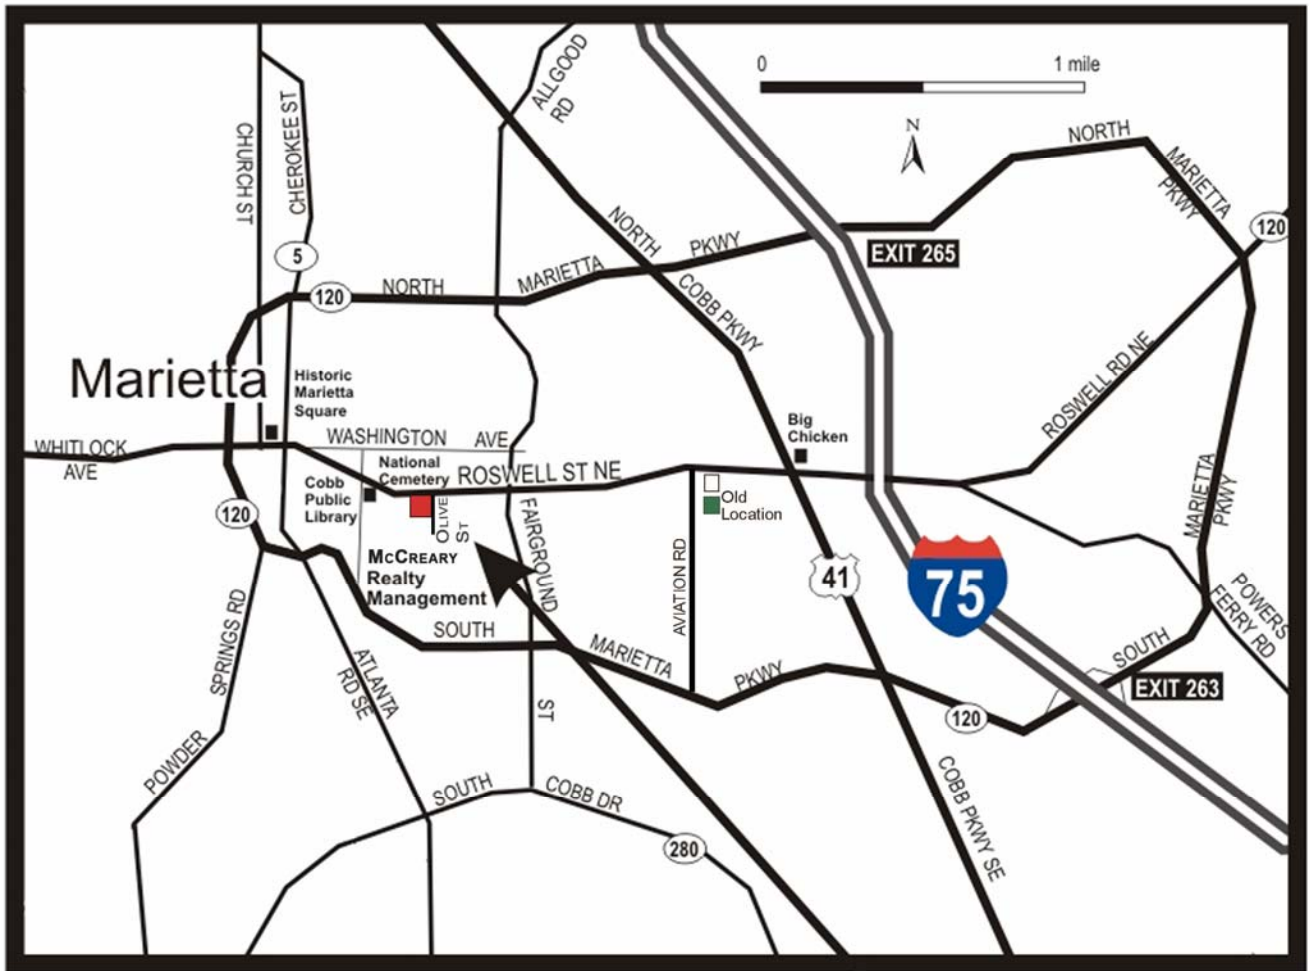 0 1 mile
N
ALLGOOD
RD
CHURCH ST
CHEROKEE ST
NORTH
MARIETTA
PKWY
120
5
EXIT 265
NORTH
COBB PKWY
120
NORTH
MARIETTA
PKWY
Marietta
Historic
Marietta
Square
ROSWELL RD NE
Big
Chicken
WHITLOCK
AVE
WASHINGTON AVE
National
Cemetery
ROSWELL ST NE
Cobb
Public
Library
OLIVE
ST
Old
Location
MARIETTA
PKWY
120
FAIRGROUND
ST
McCREARY
Realty
Management
AVIATION RD
41
75
POWERS
FERRY RD
SPRINGS RD
POWDER
ATLANTA
RD SE
SOUTH
MARIETTA
PKWY
120
SOUTH
EXIT 263
SOUTH
COBB DR
280
COBB PKWY SE